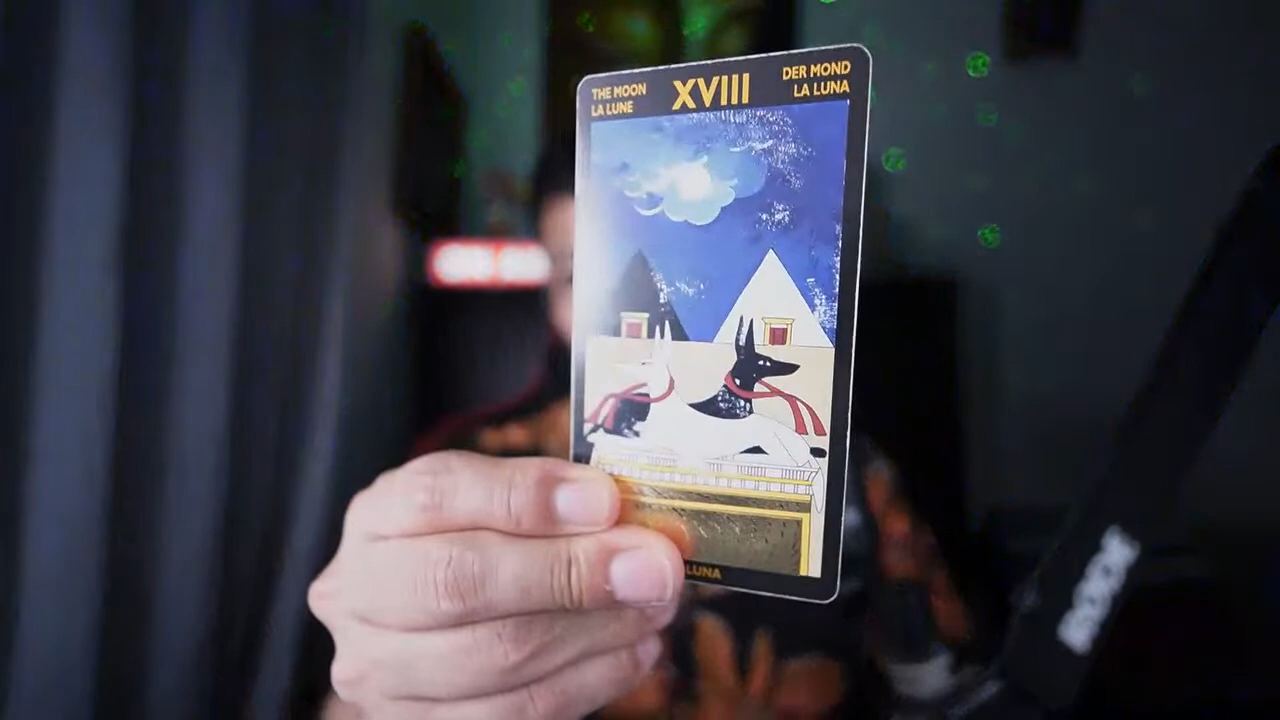 THE MOON
LA LUNE
XVIII
DER MOND
LA LUNA
LUNA